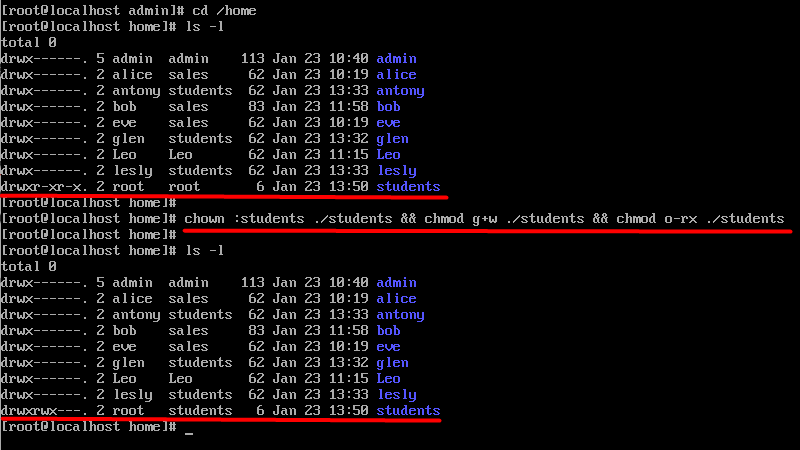 [root@localhost admin]# cd /home
[root@localhost home]# ls -l
total 0
drwx------. 5 admin admin 113 Jan 23 10:40 admin
drwx------. 2 alice sales 62 Jan 23 10:19 alice
drwx------. 2 antony students 62 Jan 23 13:33 antony
drwx------. 2 bob sales 83 Jan 23 11:58 bob
drwx------. 2 eve sales 62 Jan 23 10:19 eve
drwx------. 2 glen students 62 Jan 23 13:32 glen
drwx------. 2 Leo Leo 62 Jan 23 11:15 Leo
drwx------. 2 lesly students 62 Jan 23 13:33 lesly
drwxr-xr-x. 2 root root 6 Jan 23 13:50 students
[root@localhost home]#
[root@localhost home]# chown :students ./students && chmod g+w ./students && chmod o-rx ./students
[root@localhost home]#
[root@localhost home]# ls -l
total 0
drwx------. 5 admin admin 113 Jan 23 10:40 admin
drwx------. 2 alice sales 62 Jan 23 10:19 alice
drwx------. 2 antony students 62 Jan 23 13:33 antony
drwx------. 2 bob sales 83 Jan 23 11:58 bob
drwx------. 2 eve sales 62 Jan 23 10:19 eve
drwx------. 2 glen students 62 Jan 23 13:32 glen
drwx------. 2 Leo Leo 62 Jan 23 11:15 Leo
drwx------. 2 lesly students 62 Jan 23 13:33 lesly
drwxrwx---. 2 root students 6 Jan 23 13:50 students
[root@localhost home]# _